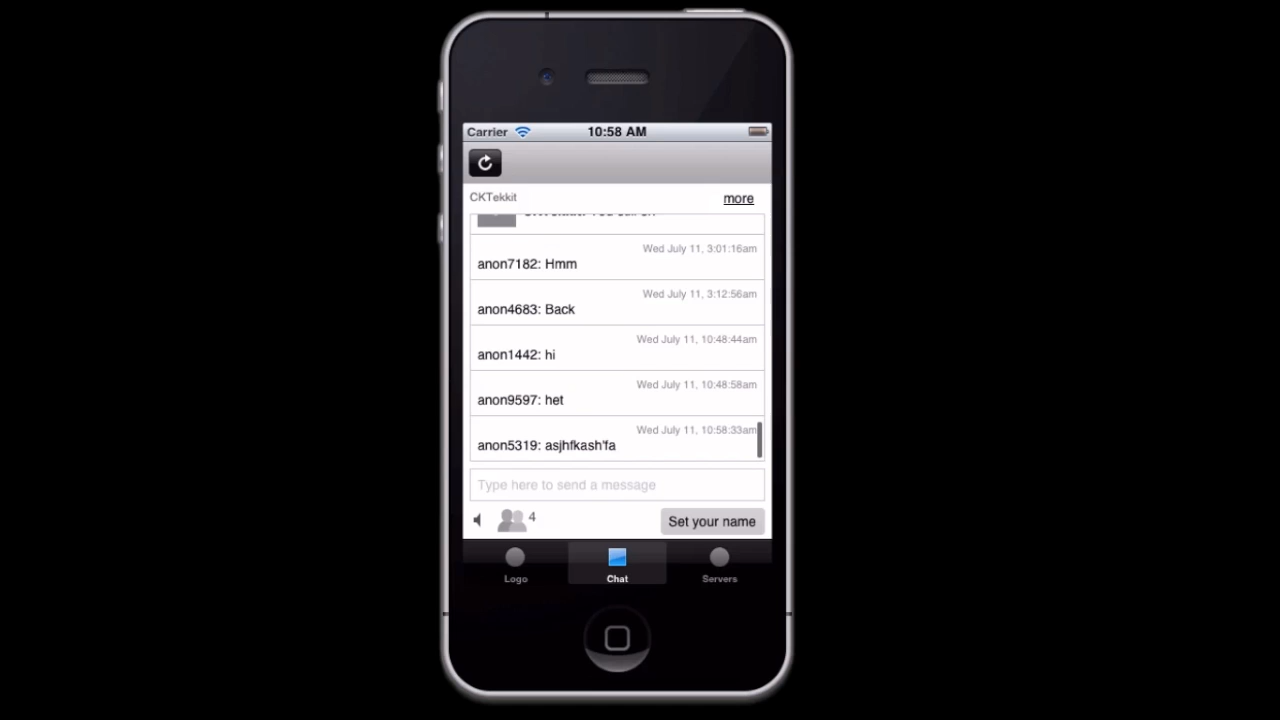 Carrier 10:58 AM
CKTekkit more
Wed July 11, 3:01:16am
anon7182: Hmm
Wed July 11, 3:12:56am
anon4683: Back
Wed July 11, 10:48:44am
anon1442: hi
Wed July 11, 10:48:58am
anon9597: het
Wed July 11, 10:58:33am
anon5319: asjhfkash'fa
Type here to send a message
4 Set your name
Logo Chat Servers